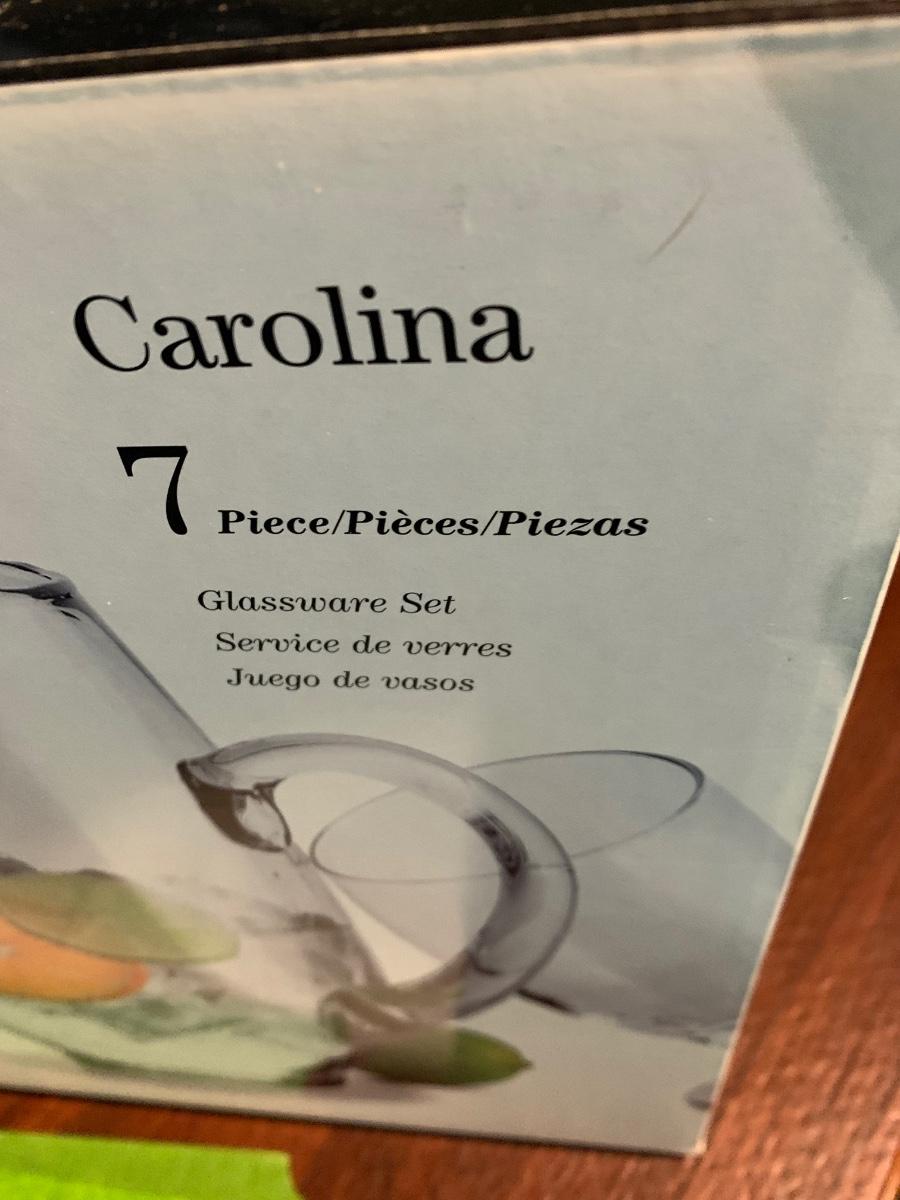 Carolina
7 Piece/Pièces/Piezas
Glassware Set
Service de verres
Juego de vasos